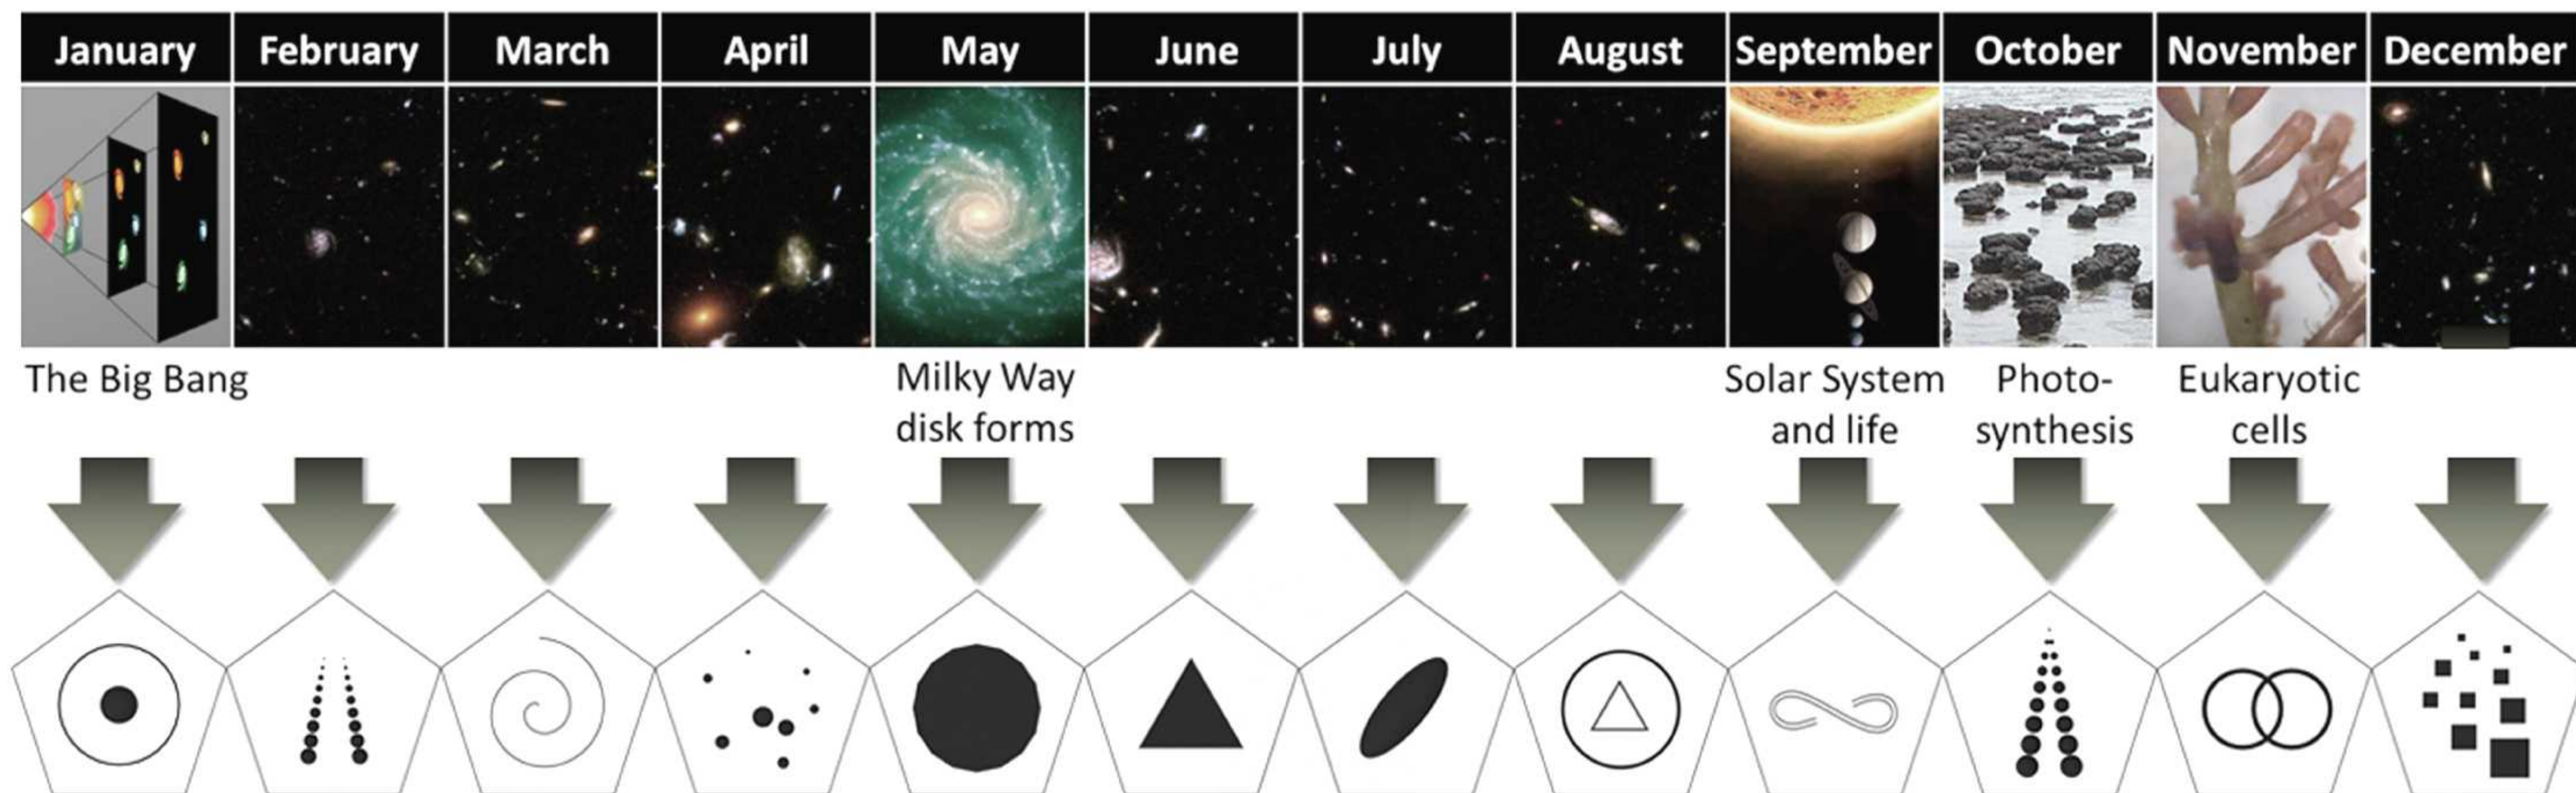 January February March April May June July August September October November December
The Big Bang
Milky Way
disk forms
Solar System
and life
Photo-
synthesis
Eukaryotic
cells